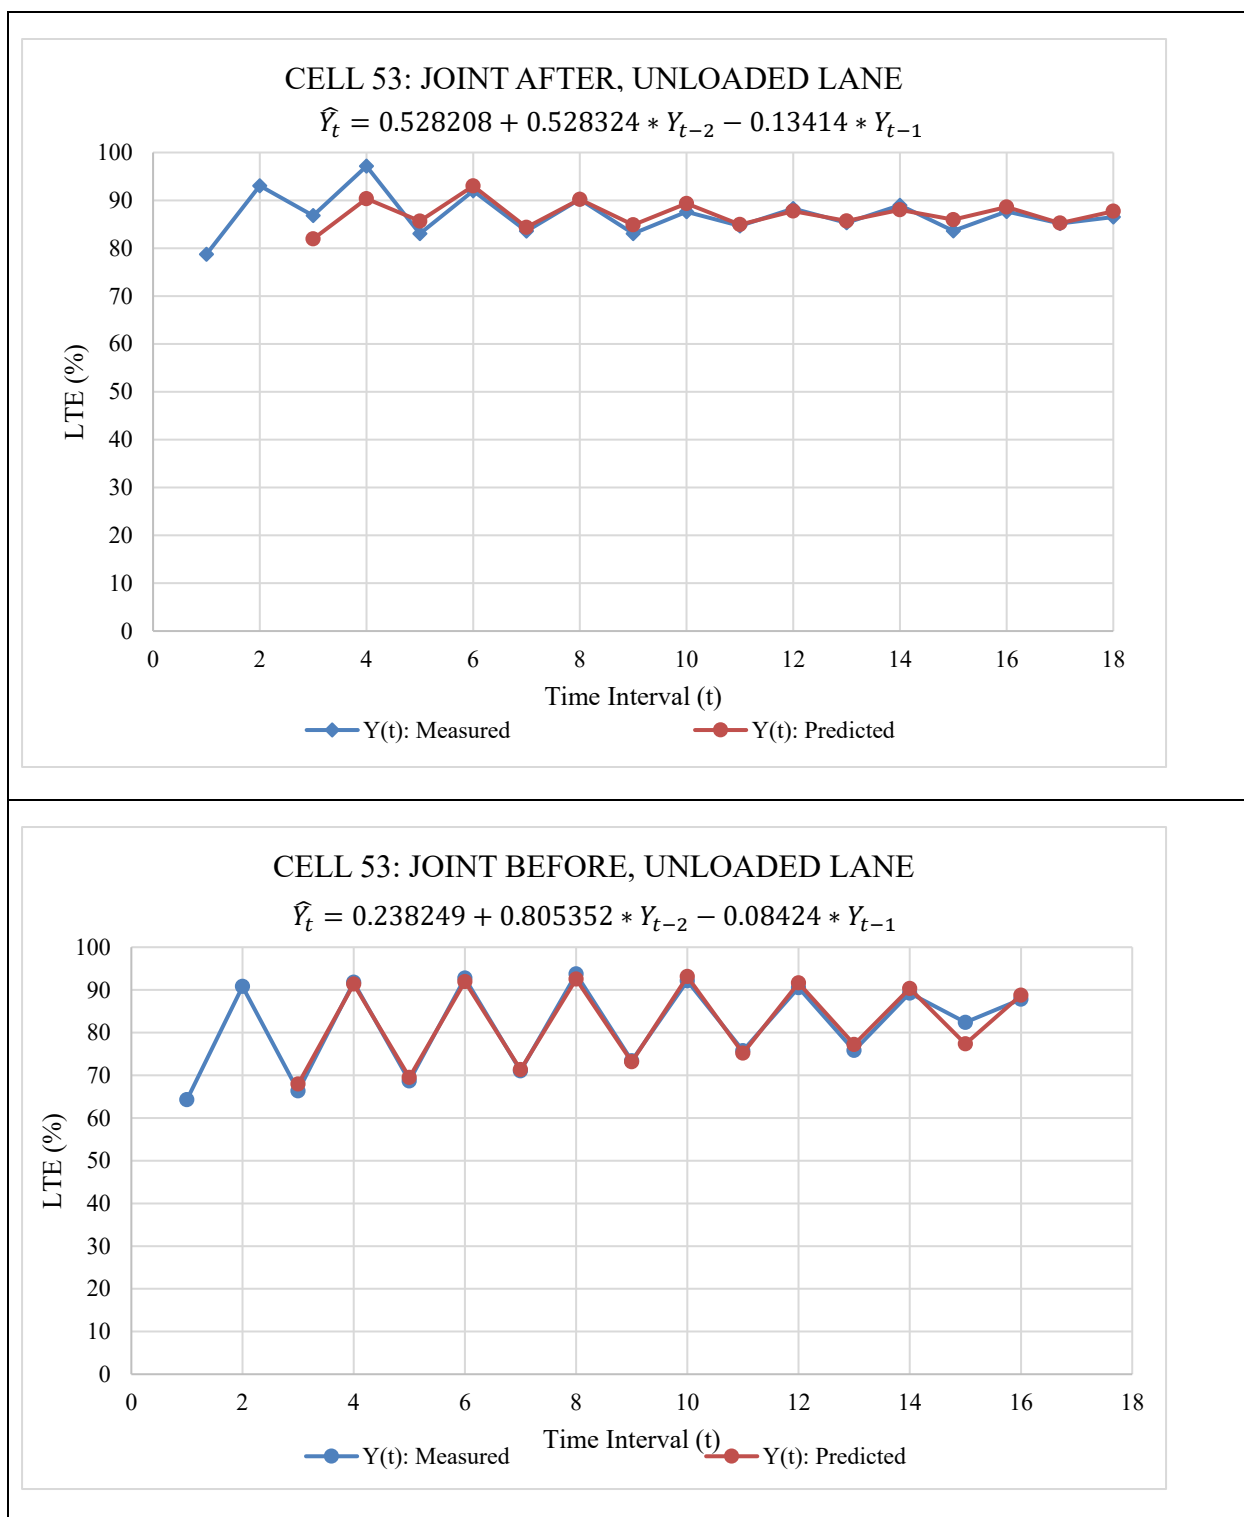 CELL 53: JOINT AFTER, UNLOADED LANE
Ŷₜ = 0.528208 + 0.528324 ∗ Yₜ₋₂ − 0.13414 ∗ Yₜ₋₁
100
90
80
70
60
50
40
30
20
10
0
LTE (%)
0 2 4 6 8 10 12 14 16 18
Time Interval (t)
Y(t): Measured Y(t): Predicted
CELL 53: JOINT BEFORE, UNLOADED LANE
Ŷₜ = 0.238249 + 0.805352 ∗ Yₜ₋₂ − 0.08424 ∗ Yₜ₋₁
100
90
80
70
60
50
40
30
20
10
0
LTE (%)
0 2 4 6 8 10 12 14 16 18
Time Interval (t)
Y(t): Measured Y(t): Predicted